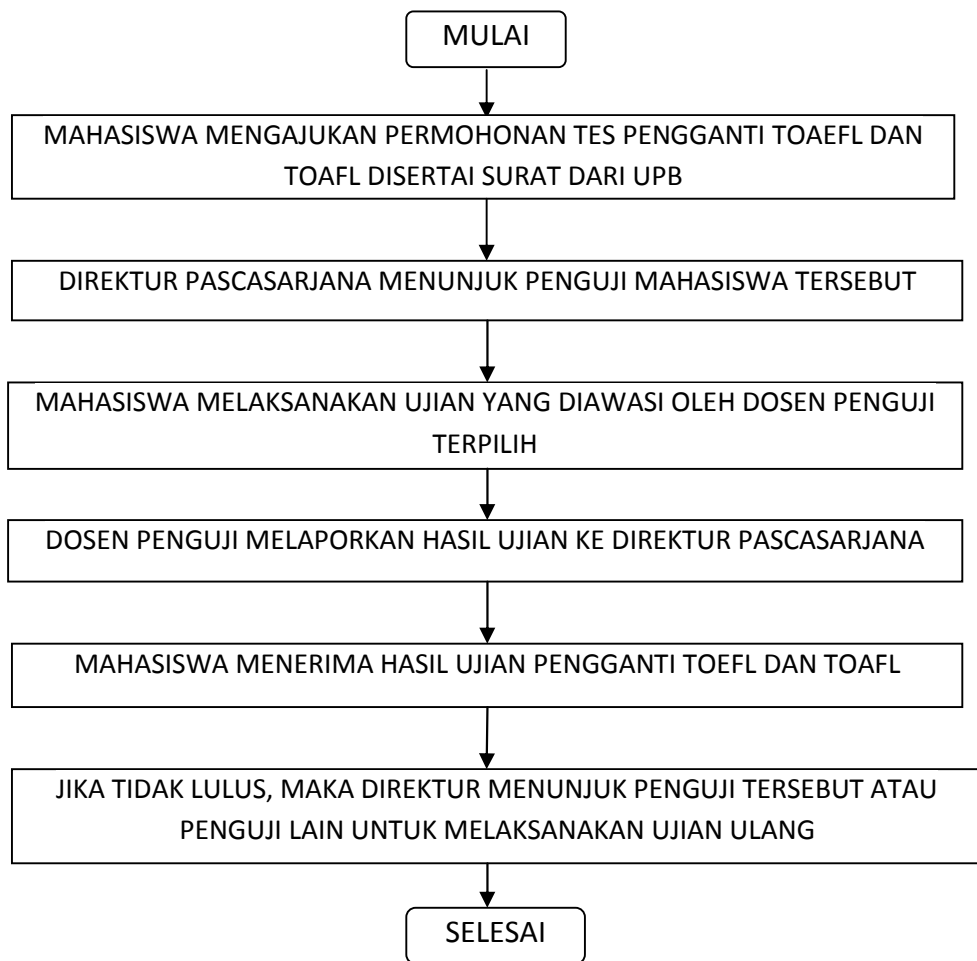 MULAI
MAHASISWA MENGAJUKAN PERMOHONAN TES PENGGANTI TOAEFL DAN
TOAFL DISERTAI SURAT DARI UPB
DIREKTUR PASCASARJANA MENUNJUK PENGUJI MAHASISWA TERSEBUT
MAHASISWA MELAKSANAKAN UJIAN YANG DIAWASI OLEH DOSEN PENGUJI
TERPILIH
DOSEN PENGUJI MELAPORKAN HASIL UJIAN KE DIREKTUR PASCASARJANA
MAHASISWA MENERIMA HASIL UJIAN PENGGANTI TOEFL DAN TOAFL
JIKA TIDAK LULUS, MAKA DIREKTUR MENUNJUK PENGUJI TERSEBUT ATAU
PENGUJI LAIN UNTUK MELAKSANAKAN UJIAN ULANG
SELESAI